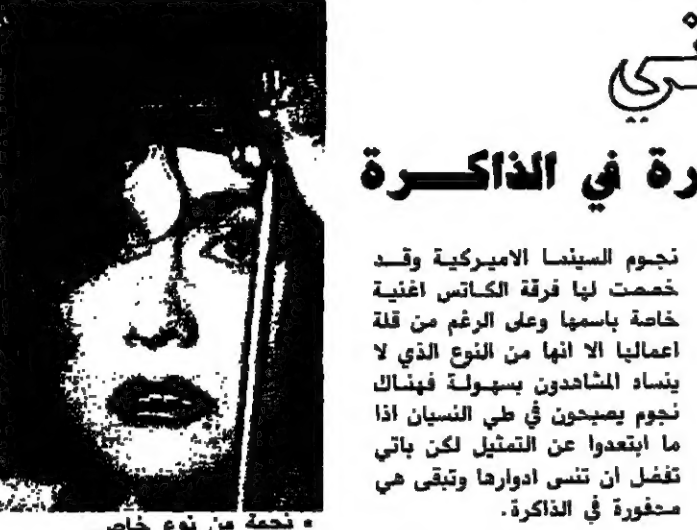 في
رة في الذاكـــرة
نجوم السينما الاميركية وقد
خصصت لها فرقة الكاتس اغنية
خاصة باسمها وعلى الرغم من قلة
اعمالها الا انها من النوع الذي لا
ينساه المشاهدون بسهولة فهناك
نجوم يصبحون في طي النسيان اذا
ما ابتعدوا عن التمثيل لكن باتي
تفضل ان تنسى ادوارها وتبقى هي
محفورة في الذاكرة.
* نجمة من نوع خاص